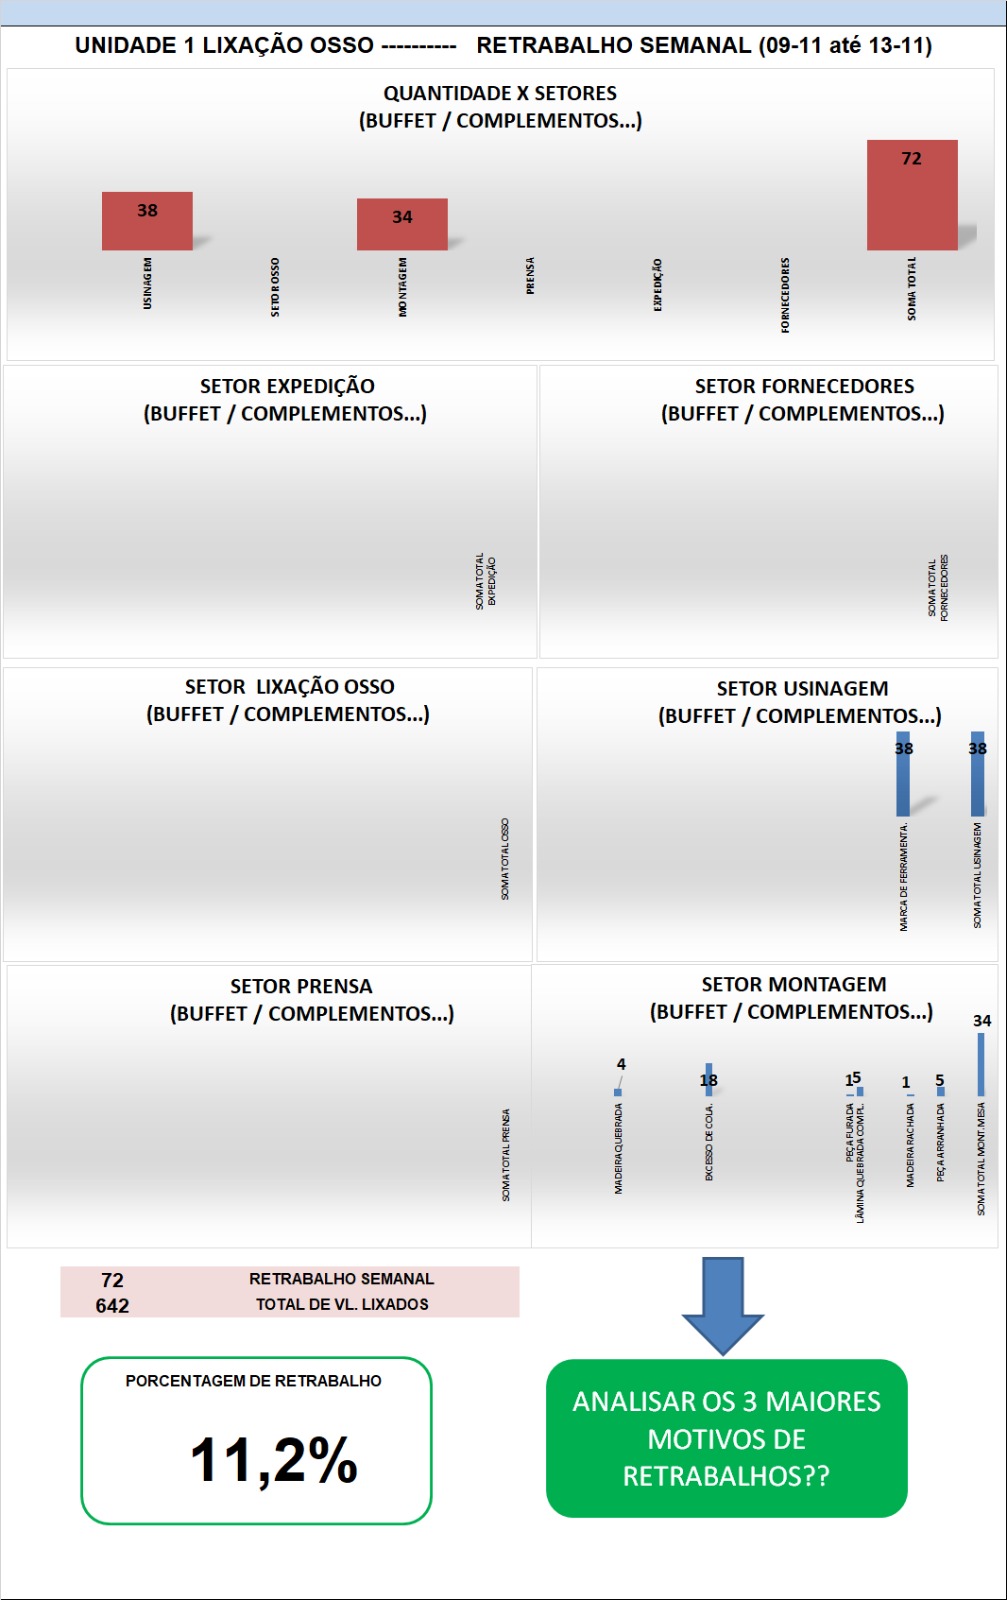 UNIDADE 1 LIXAÇÃO OSSO ---------- RETRABALHO SEMANAL (09-11 até 13-11)
QUANTIDADE X SETORES
(BUFFET / COMPLEMENTOS...)
38
34
72
USINAGEM
SETOR OSSO
MONTAGEM
PRENSA
EXPEDIÇÃO
FORNECEDORES
SOMA TOTAL
SETOR EXPEDIÇÃO
(BUFFET / COMPLEMENTOS...)
SOMA TOTAL
EXPEDIÇÃO
SETOR FORNECEDORES
(BUFFET / COMPLEMENTOS...)
SOMA TOTAL
FORNECEDORES
SETOR LIXAÇÃO OSSO
(BUFFET / COMPLEMENTOS...)
SOMA TOTAL OSSO
SETOR USINAGEM
(BUFFET / COMPLEMENTOS...)
38
38
MARCA DE FERRAMENTA.
SOMA TOTAL USINAGEM
SETOR PRENSA
(BUFFET / COMPLEMENTOS...)
SOMA TOTAL PRENSA
SETOR MONTAGEM
(BUFFET / COMPLEMENTOS...)
4
18
1
5
1
5
34
MADEIRA QUEBRADA
EXCESSO DE COLA.
PEÇA FURADA
LÂMINA QUEBRADA COMPL.
MADEIRA RACHADA
PEÇA ARRANHADA
SOMA TOTAL MONT.MESA
72 RETRABALHO SEMANAL
642 TOTAL DE VL. LIXADOS
PORCENTAGEM DE RETRABALHO
11,2%
ANALISAR OS 3 MAIORES
MOTIVOS DE
RETRABALHOS??